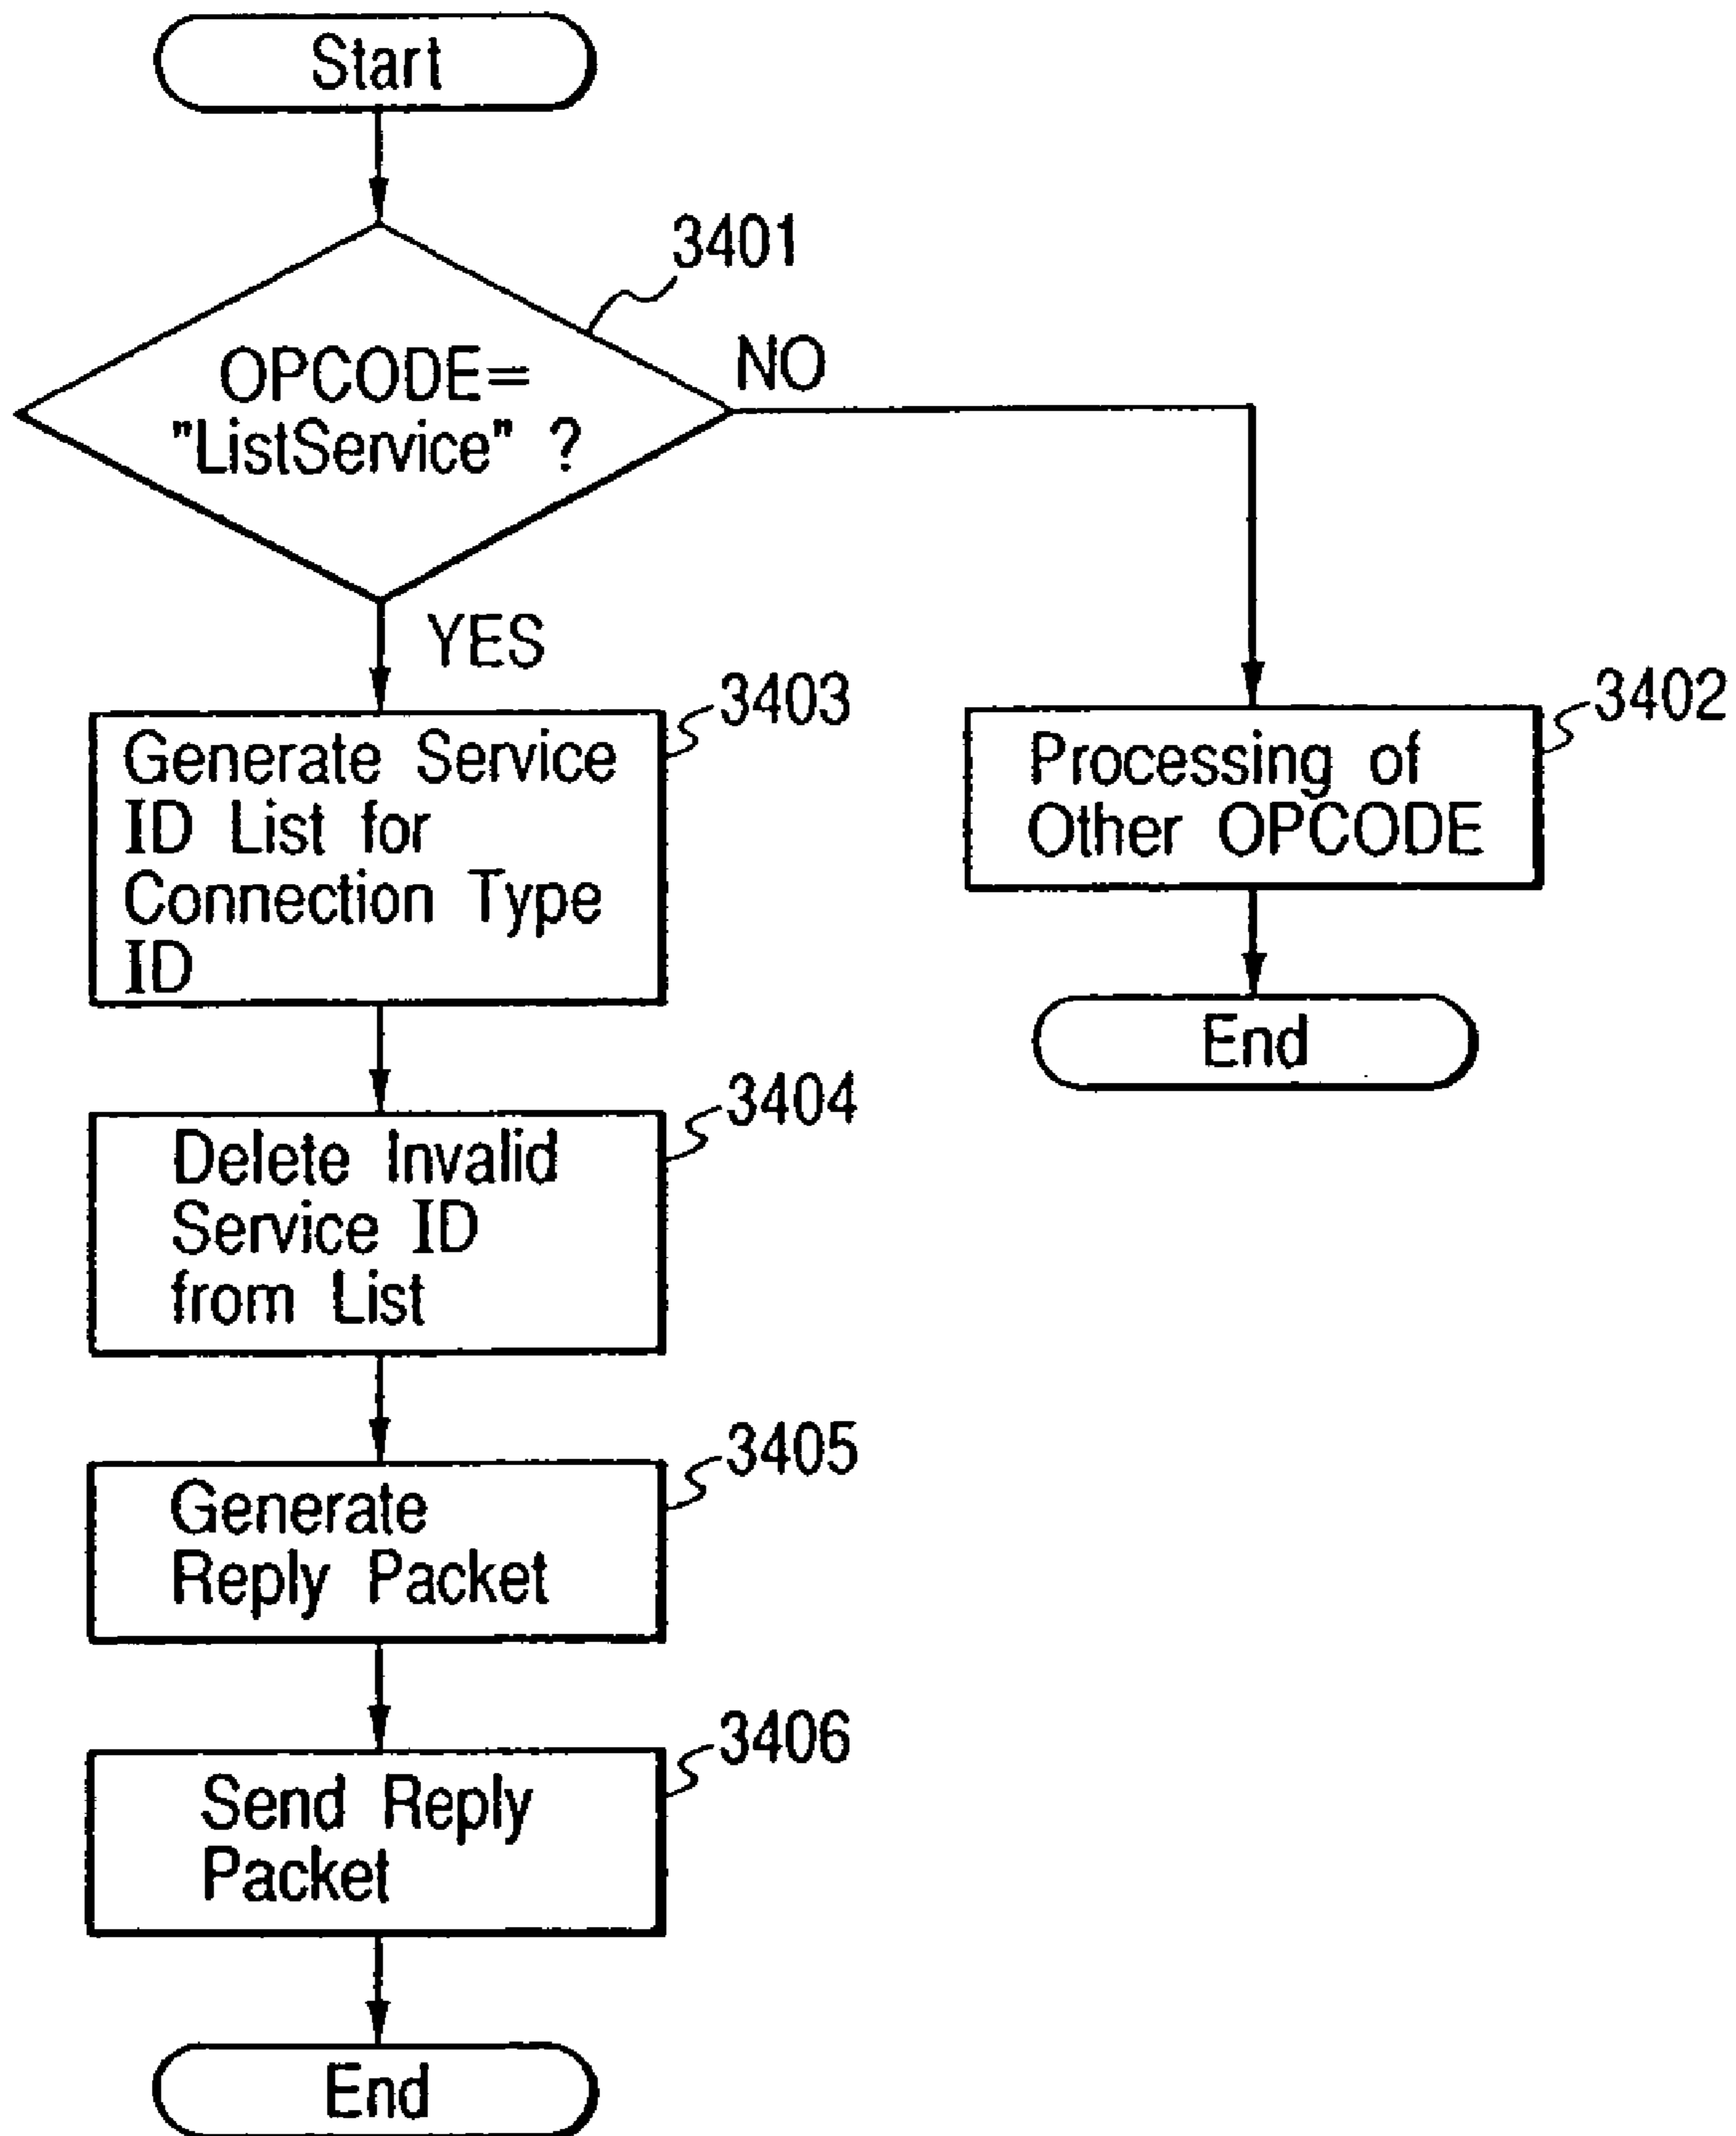 Start
3401
OPCODE=
"ListService" ?
NO
YES
3403
Generate Service
ID List for
Connection Type
ID
3402
Processing of
Other OPCODE
End
3404
Delete Invalid
Service ID
from List
3405
Generate
Reply Packet
3406
Send Reply
Packet
End